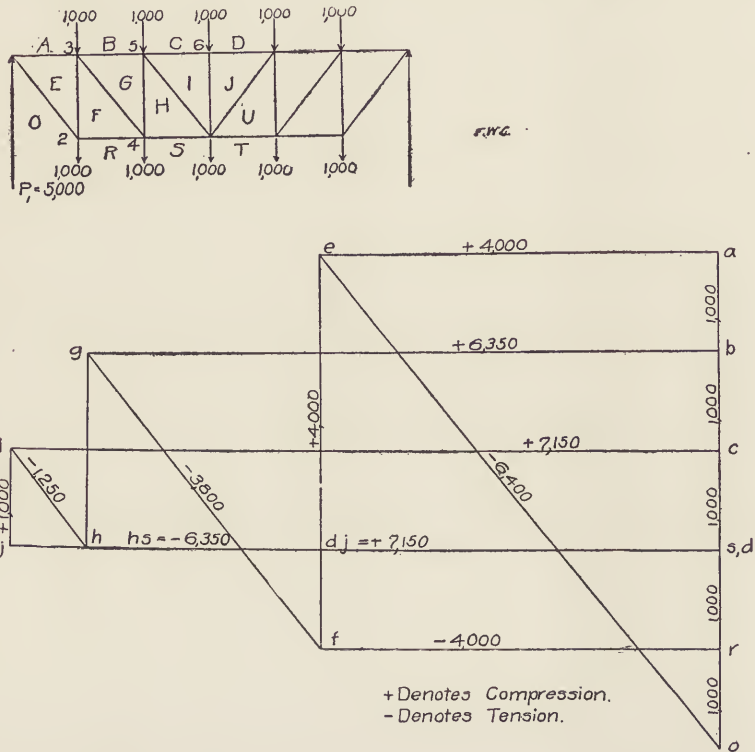 1,000 1,000 1,000 1,000 1,000
A 3 B 5 C 6 D
E G I J
O F H U
2 R 4 S T
1,000 1,000 1,000 1,000 1,000
P₁=5,000
F.W.G.
e +4,000 a
1,000
g +6,350 b
+4,000 1,000
+7,150 c
-1,250 -3,800 -6,400
+1,000 1,000
j h hs = -6,350 dj = +7,150 s,d
1,000
f -4,000 r
1,000
+ Denotes Compression.
- Denotes Tension.
o